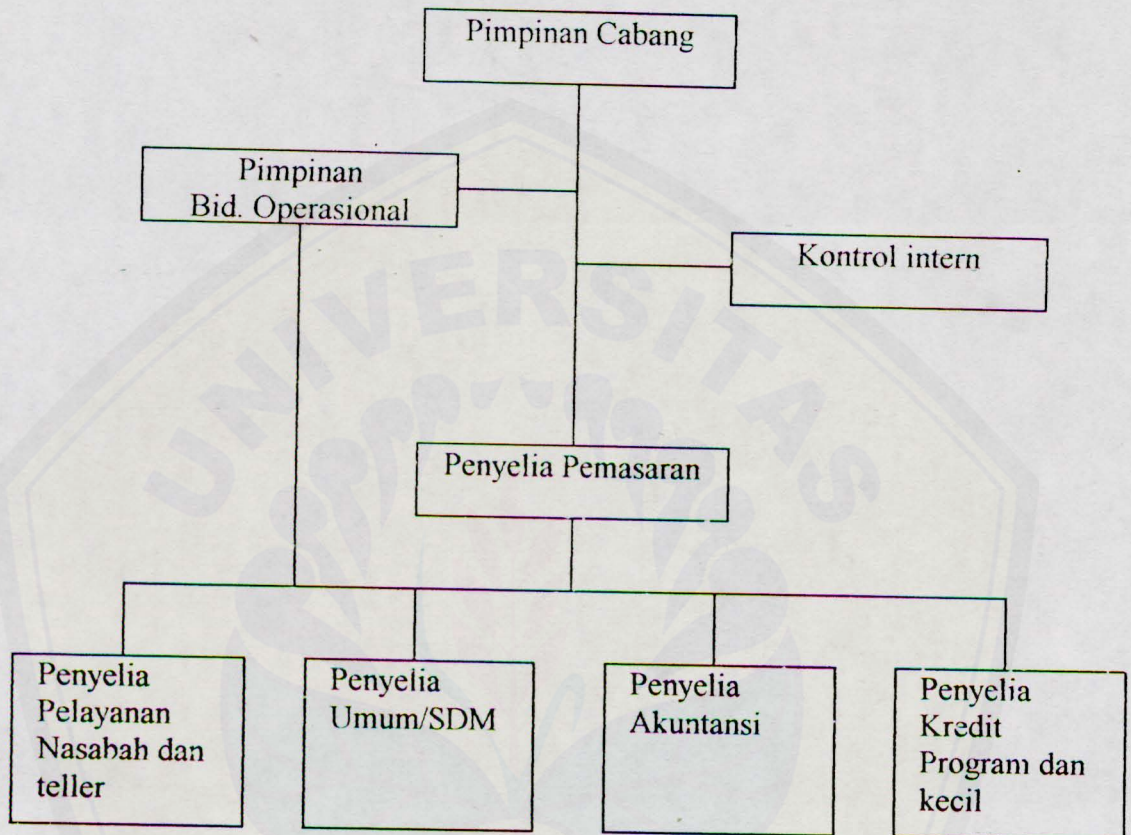 Pimpinan Cabang
Pimpinan
Bid. Operasional
Kontrol intern
UNIVERSITAS
Penyelia Pemasaran
Penyelia
Pelayanan
Nasabah dan
teller
Penyelia
Umum/SDM
Penyelia
Akuntansi
Penyelia
Kredit
Program dan
kecil